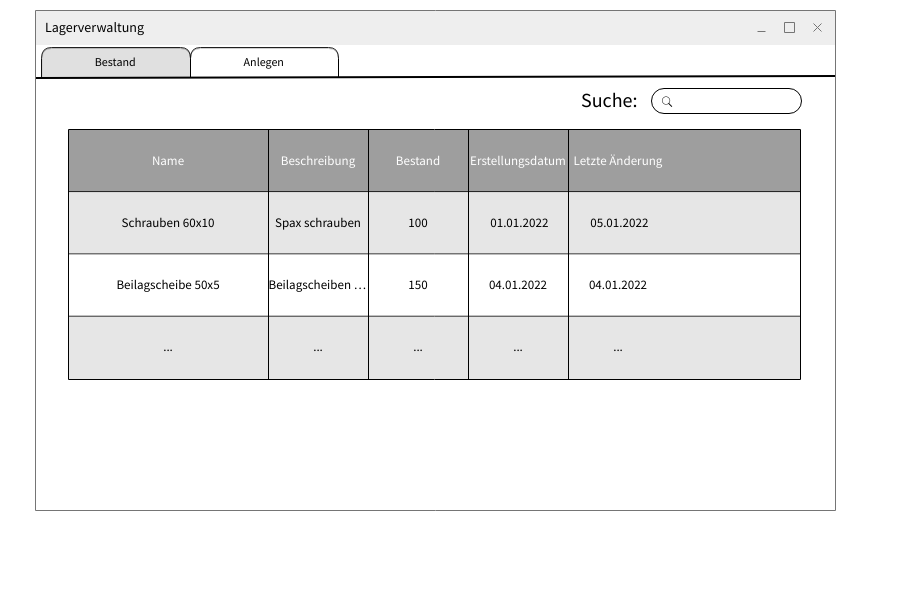 Lagerverwaltung
Bestand Anlegen
Suche:
Name Beschreibung Bestand Erstellungsdatum Letzte Änderung
Schrauben 60x10 Spax schrauben 100 01.01.2022 05.01.2022
Beilagscheibe 50x5 Beilagscheiben ... 150 04.01.2022 04.01.2022
... ... ... ... ...